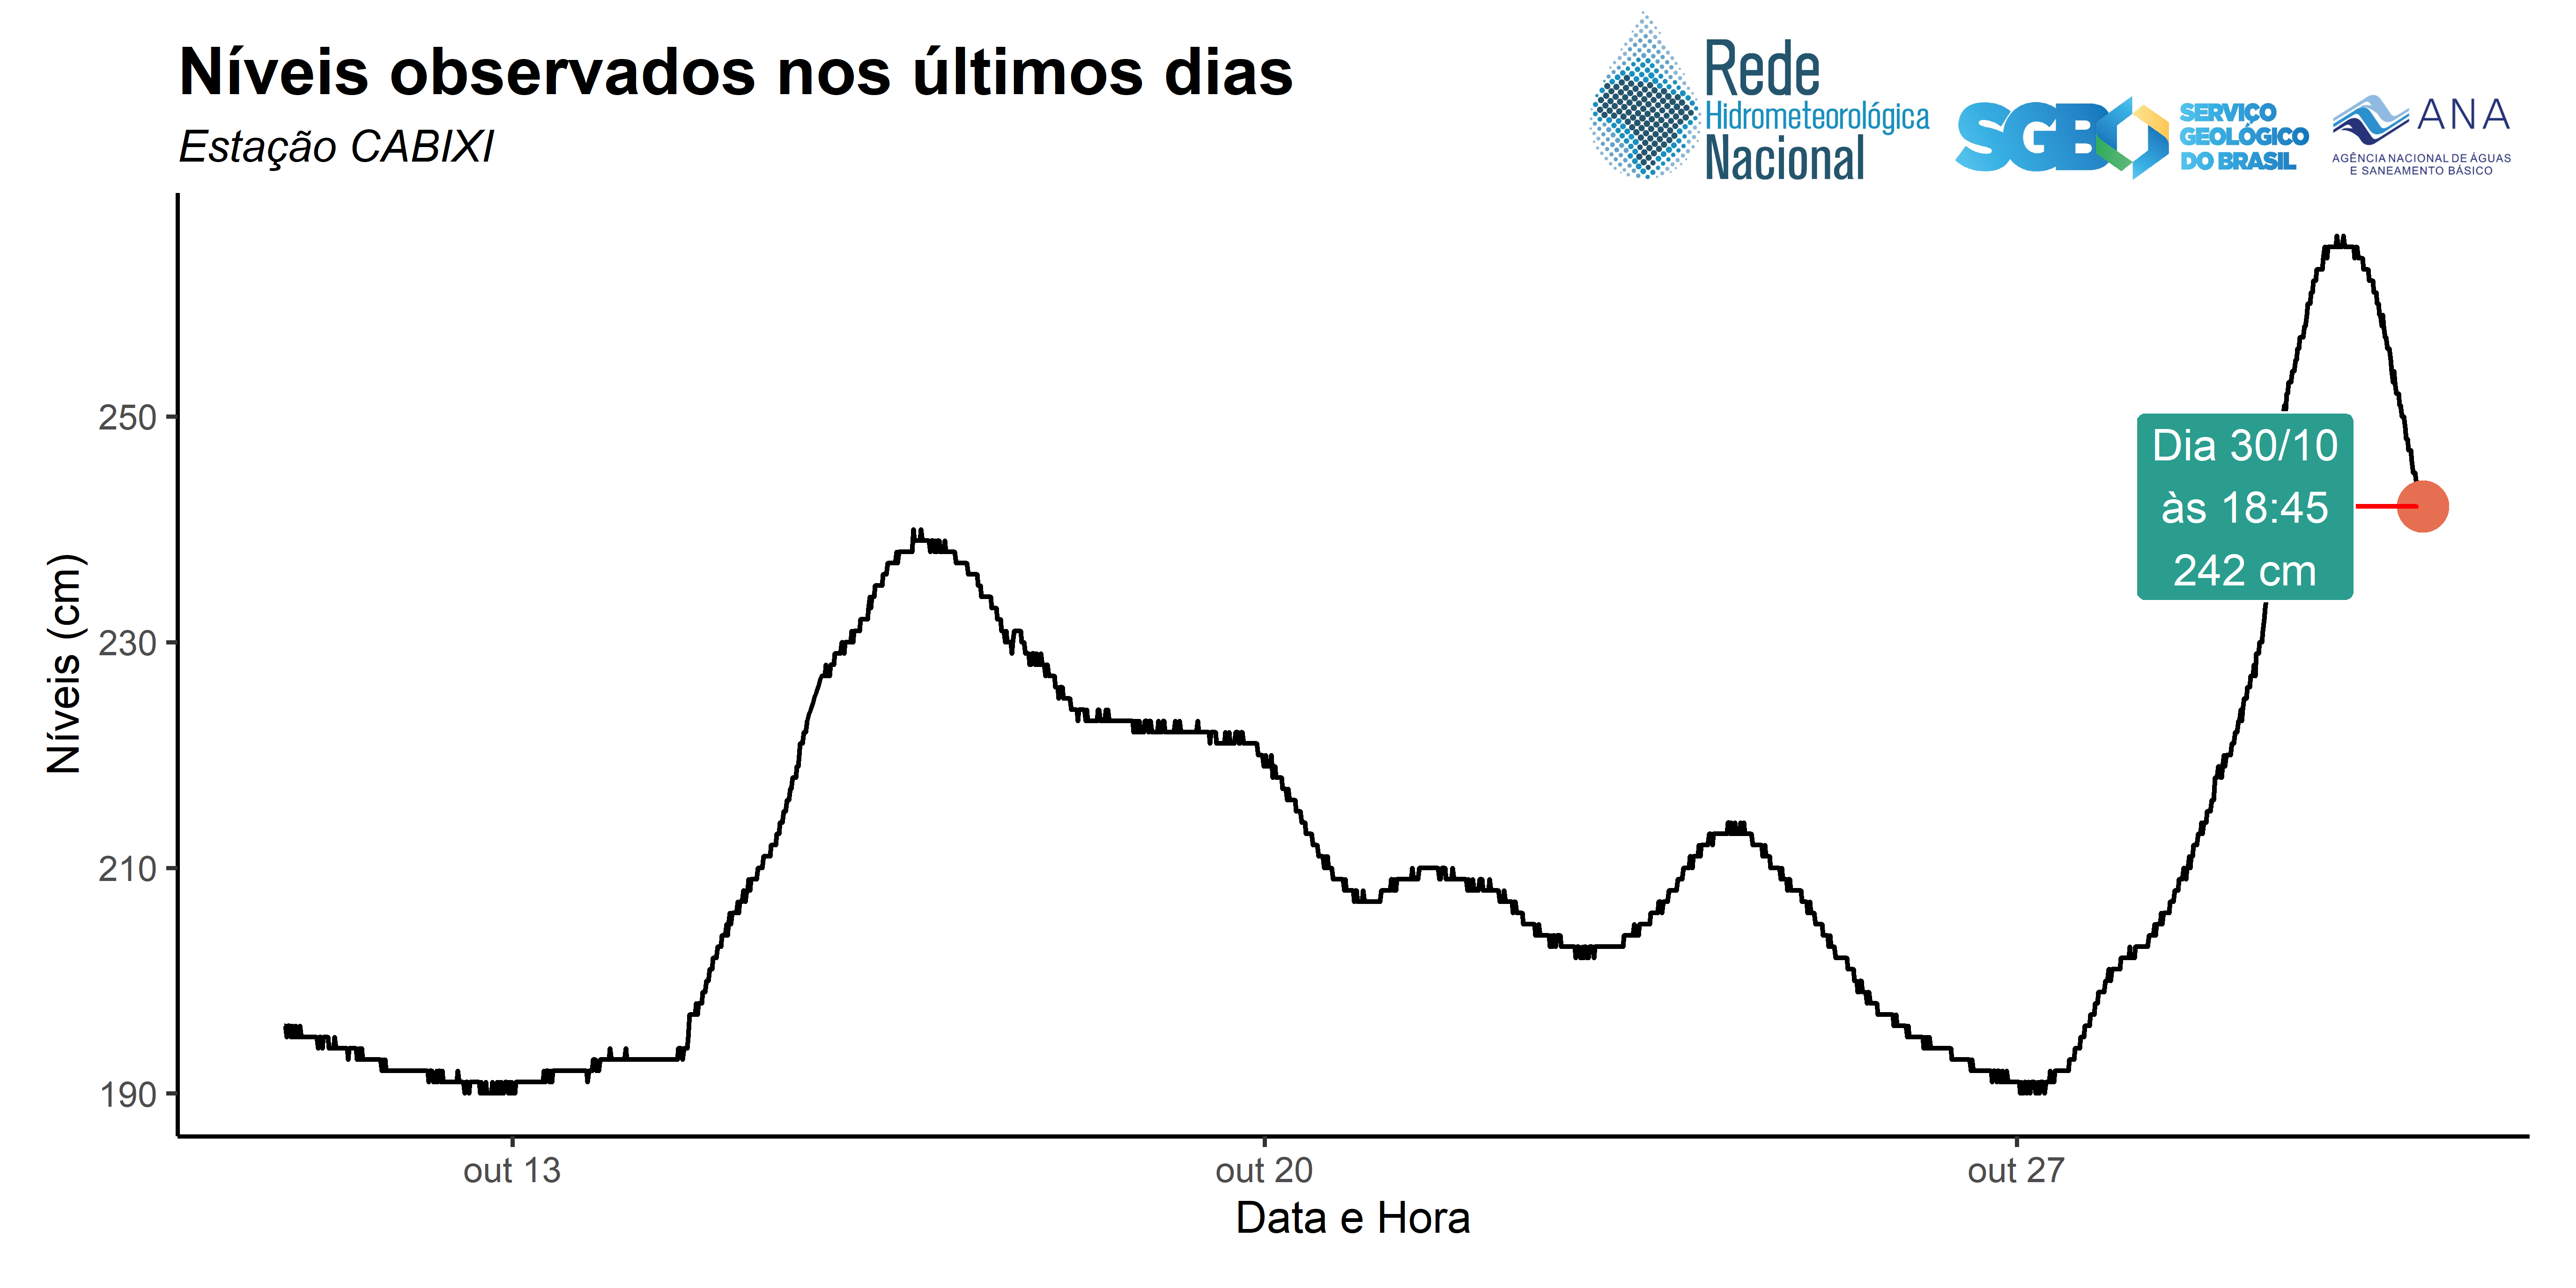 Níveis observados nos últimos dias
Estação CABIXI
Rede
Hidrometeorológica
Nacional
SGB
SERVIÇO
GEOLÓGICO
DO BRASIL
ANA
AGÊNCIA NACIONAL DE ÁGUAS
E SANEAMENTO BÁSICO
Níveis (cm)
250
230
210
190
Dia 30/10
às 18:45
242 cm
out 13
out 20
out 27
Data e Hora